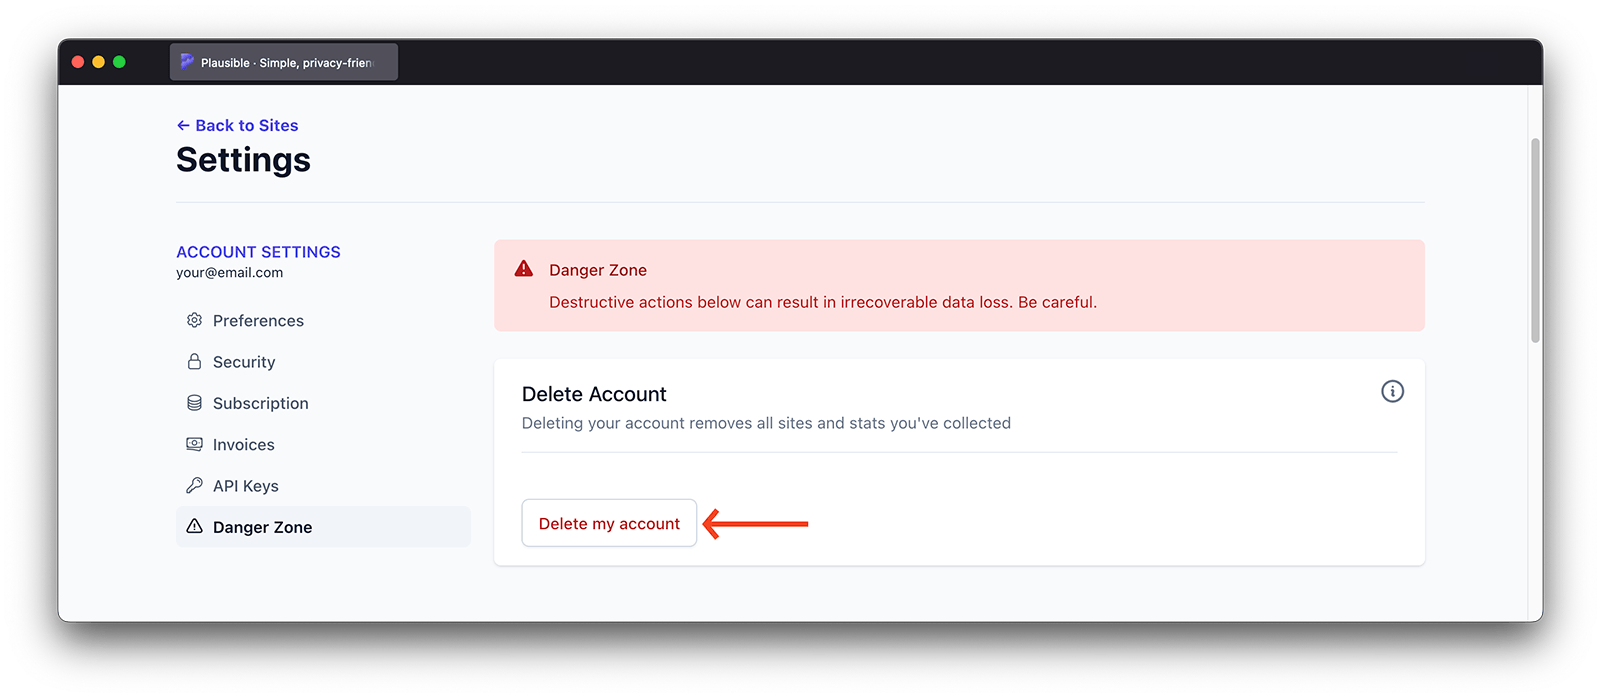 Plausible · Simple, privacy-frien
← Back to Sites
Settings
ACCOUNT SETTINGS
your@email.com
Preferences
Security
Subscription
Invoices
API Keys
Danger Zone
Danger Zone
Destructive actions below can result in irrecoverable data loss. Be careful.
Delete Account
Deleting your account removes all sites and stats you've collected
Delete my account